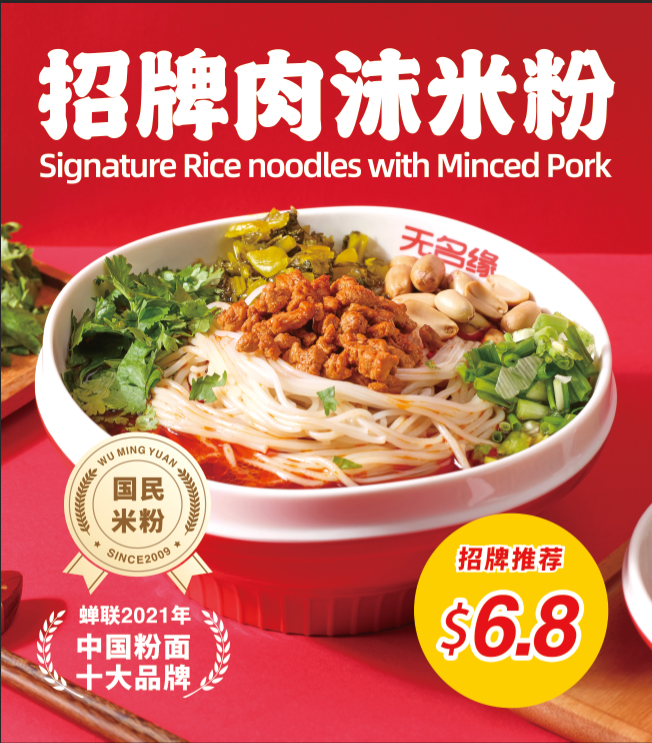 招牌肉沫米粉
Signature Rice noodles with Minced Pork
无名缘
WU MING YUAN
国民
米粉
SINCE2009
招牌推荐
$6.8
蝉联2021年
中国粉面
十大品牌